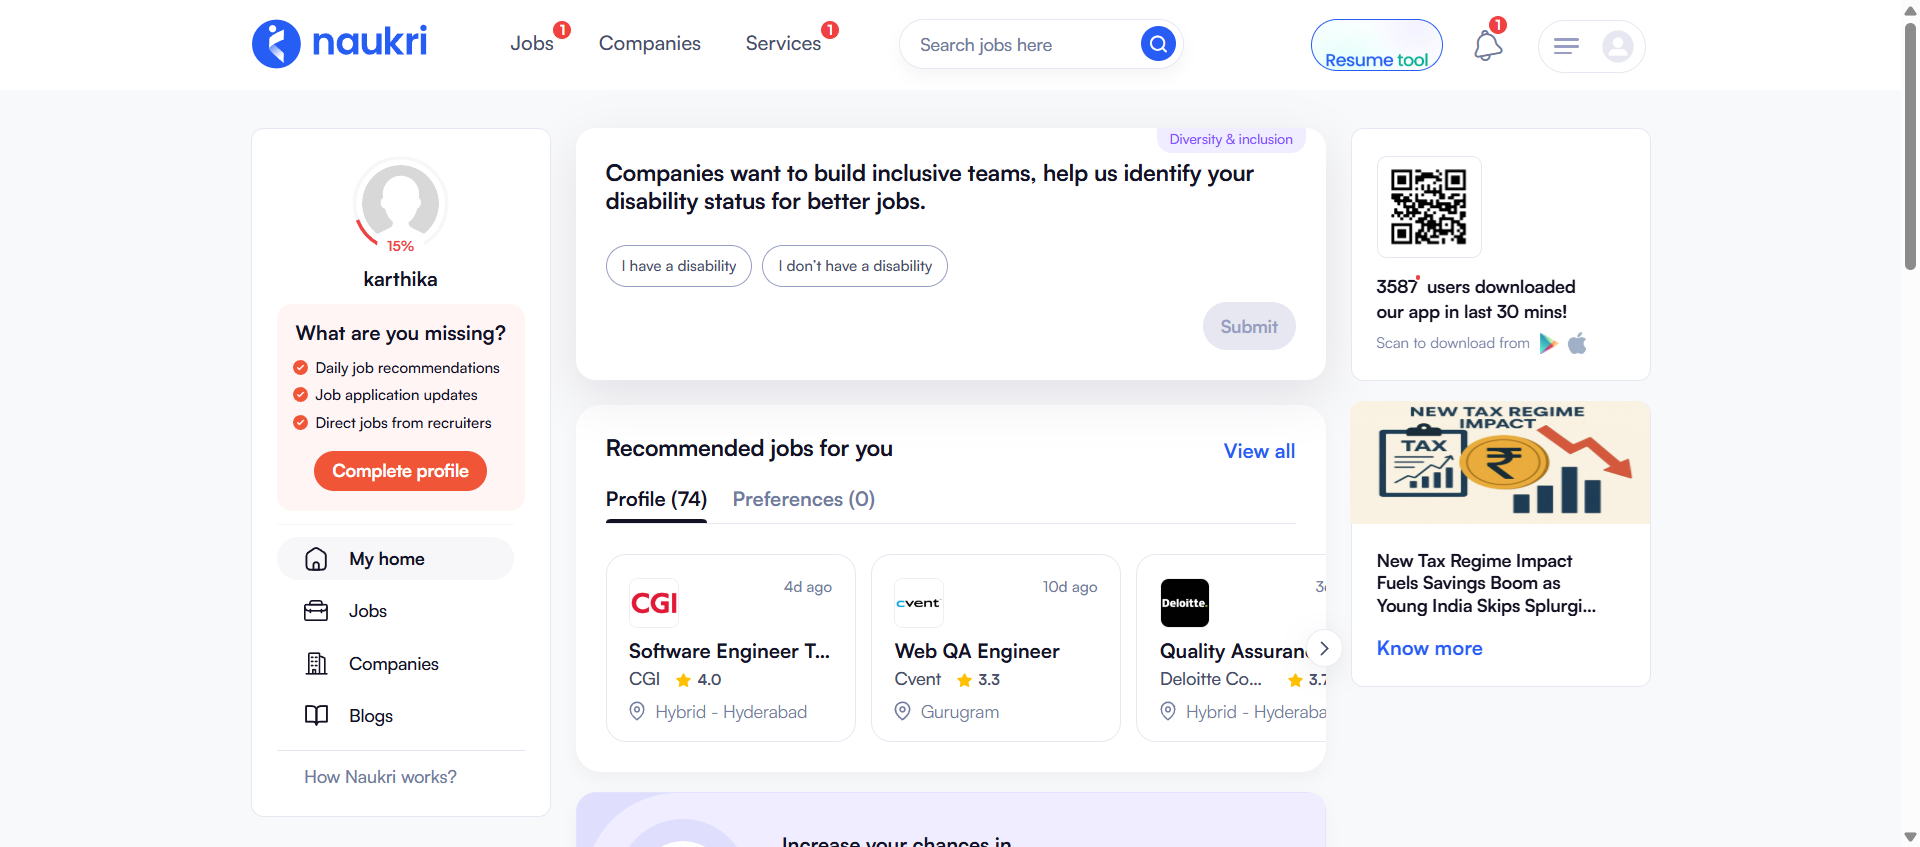 naukri
Jobs
1
Companies
Services
1
Search jobs here
Resume tool
1
15%
karthika
What are you missing?
Daily job recommendations
Job application updates
Direct jobs from recruiters
Complete profile
My home
Jobs
Companies
Blogs
How Naukri works?
Diversity & inclusion
Companies want to build inclusive teams, help us identify your
disability status for better jobs.
I have a disability
I don't have a disability
Submit
Recommended jobs for you
View all
Profile (74)
Preferences (0)
CGI
4d ago
Software Engineer T...
CGI
4.0
Hybrid - Hyderabad
cvent
10d ago
Web QA Engineer
Cvent
3.3
Gurugram
Deloitte.
Quality Assuran
Deloitte Co...
3.7
Hybrid - Hyderaba
Increase your chances in
3587 users downloaded
our app in last 30 mins!
Scan to download from
NEW TAX REGIME
IMPACT
TAX
₹
New Tax Regime Impact
Fuels Savings Boom as
Young India Skips Splurgi...
Know more